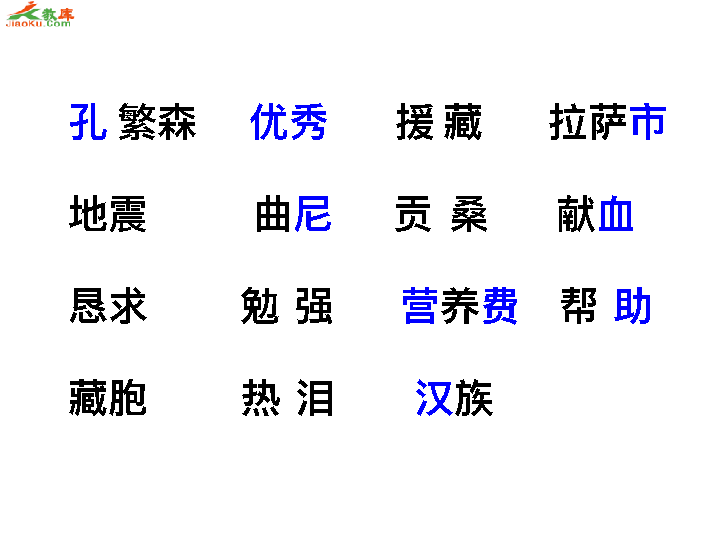 教库
JiaoKu.Com
孔 繁森 优秀 援 藏 拉萨市
地震 曲尼 贡 桑 献血
恳求 勉 强 营养费 帮 助
藏胞 热 泪 汉族